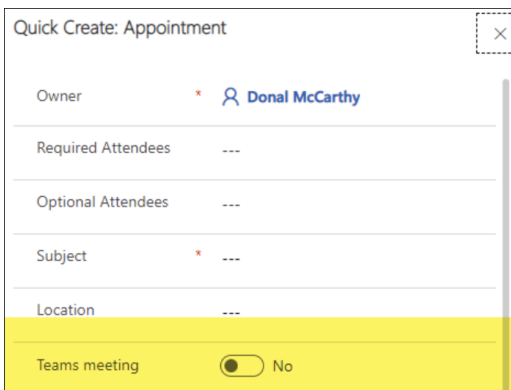 Quick Create: Appointment
Owner * Donal McCarthy
Required Attendees ---
Optional Attendees ---
Subject * ---
Location ---
Teams meeting No